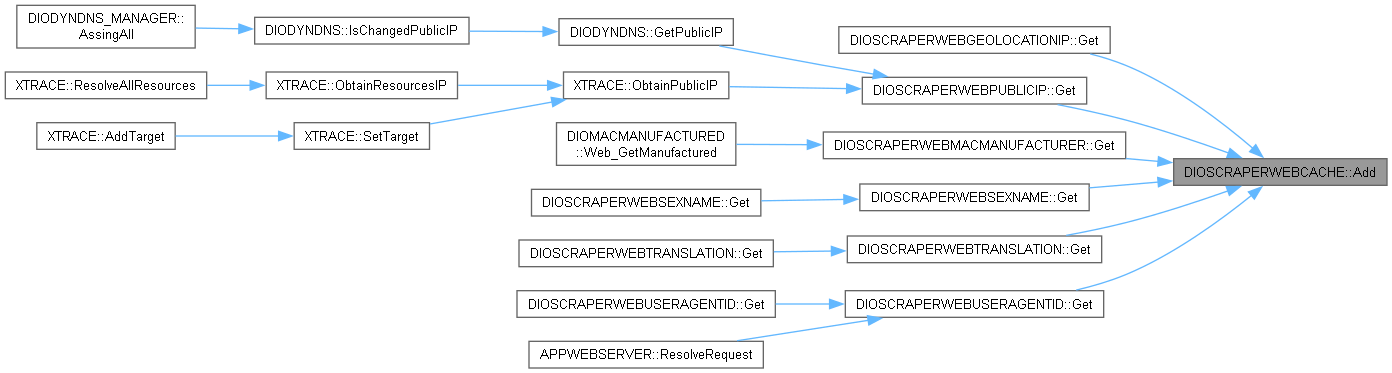 DIODYNDNS_MANAGER::
AssingAll
DIODYNDNS::IsChangedPublicIP
DIODYNDNS::GetPublicIP
DIOSCRAPERWEBGEOLOCATIONIP::Get
XTRACE::ResolveAllResources
XTRACE::ObtainResourcesIP
XTRACE::ObtainPublicIP
DIOSCRAPERWEBPUBLICIP::Get
XTRACE::AddTarget
XTRACE::SetTarget
DIOMACMANUFACTURED
::Web_GetManufactured
DIOSCRAPERWEBMACMANUFACTURER::Get
DIOSCRAPERWEBCACHE::Add
DIOSCRAPERWEBSEXNAME::Get
DIOSCRAPERWEBSEXNAME::Get
DIOSCRAPERWEBTRANSLATION::Get
DIOSCRAPERWEBTRANSLATION::Get
DIOSCRAPERWEBUSERAGENTID::Get
DIOSCRAPERWEBUSERAGENTID::Get
APPWEBSERVER::ResolveRequest